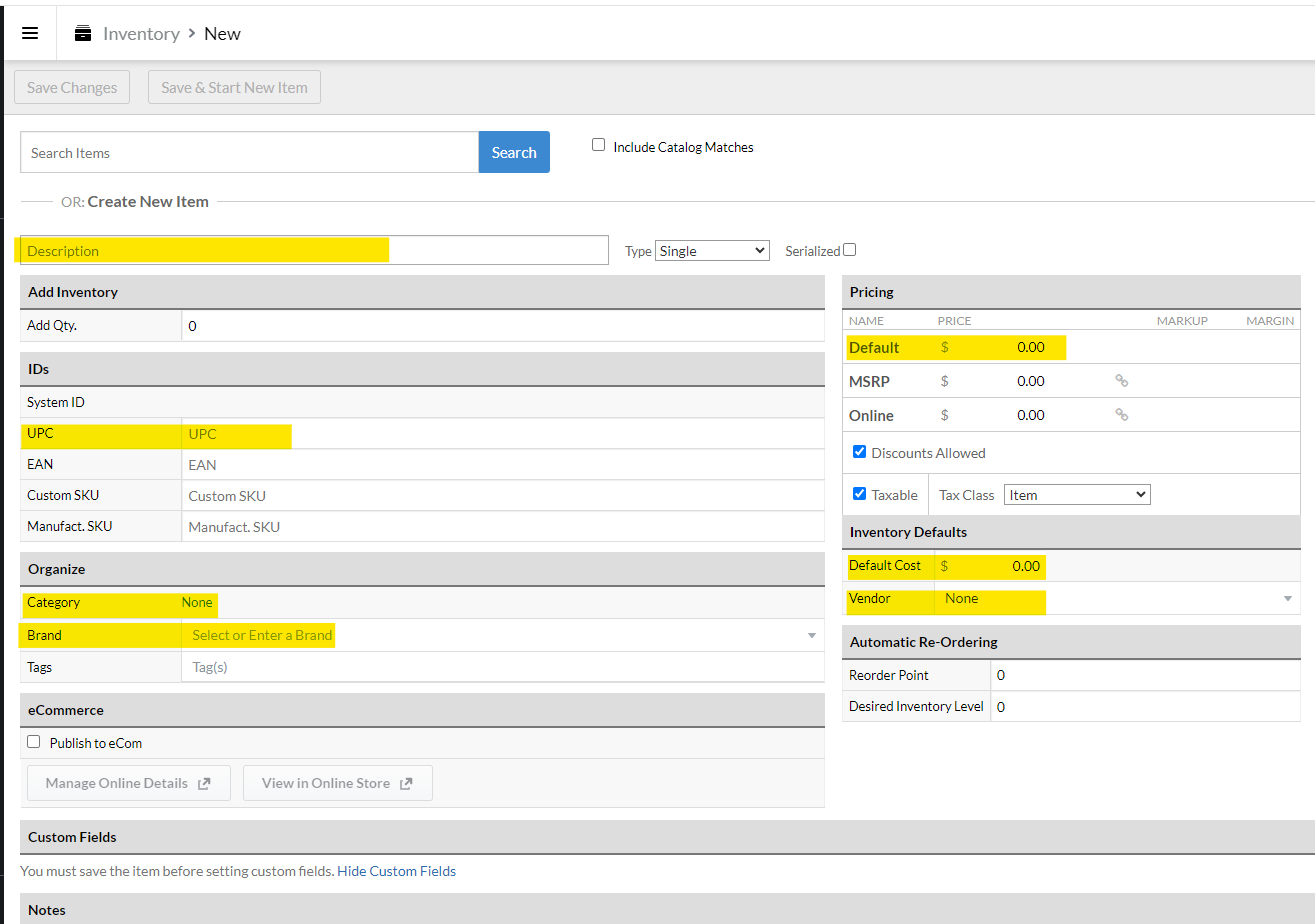 Inventory > New
Save Changes Save & Start New Item
Search Items Search Include Catalog Matches
OR: Create New Item
Description Type Single Serialized
Add Inventory
Add Qty. 0
IDs
System ID
UPC UPC
EAN EAN
Custom SKU Custom SKU
Manufact. SKU Manufact. SKU
Organize
Category None
Brand Select or Enter a Brand
Tags Tag(s)
eCommerce
Publish to eCom
Manage Online Details View in Online Store
Pricing
NAME PRICE MARKUP MARGIN
Default $ 0.00
MSRP $ 0.00
Online $ 0.00
Discounts Allowed
Taxable Tax Class Item
Inventory Defaults
Default Cost $ 0.00
Vendor None
Automatic Re-Ordering
Reorder Point 0
Desired Inventory Level 0
Custom Fields
You must save the item before setting custom fields. Hide Custom Fields
Notes